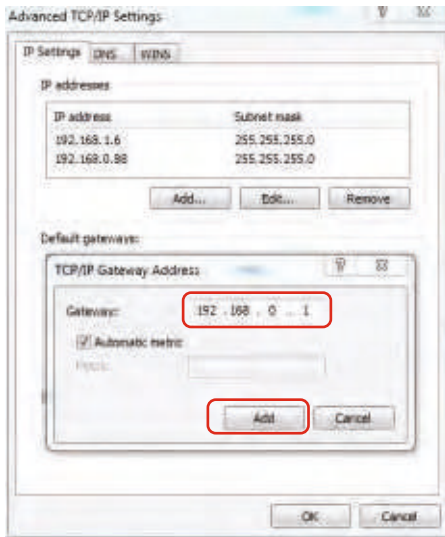 Advanced TCP/IP Settings
IP Settings DNS WINS
IP addresses
IP address Subnet mask
192.168.1.6 255.255.255.0
192.168.0.98 255.255.255.0
Add... Edit... Remove
Default gateways:
TCP/IP Gateway Address
Gateway: 192 . 168 . 0 . 1
Automatic metric
Metric:
Add Cancel
OK Cancel